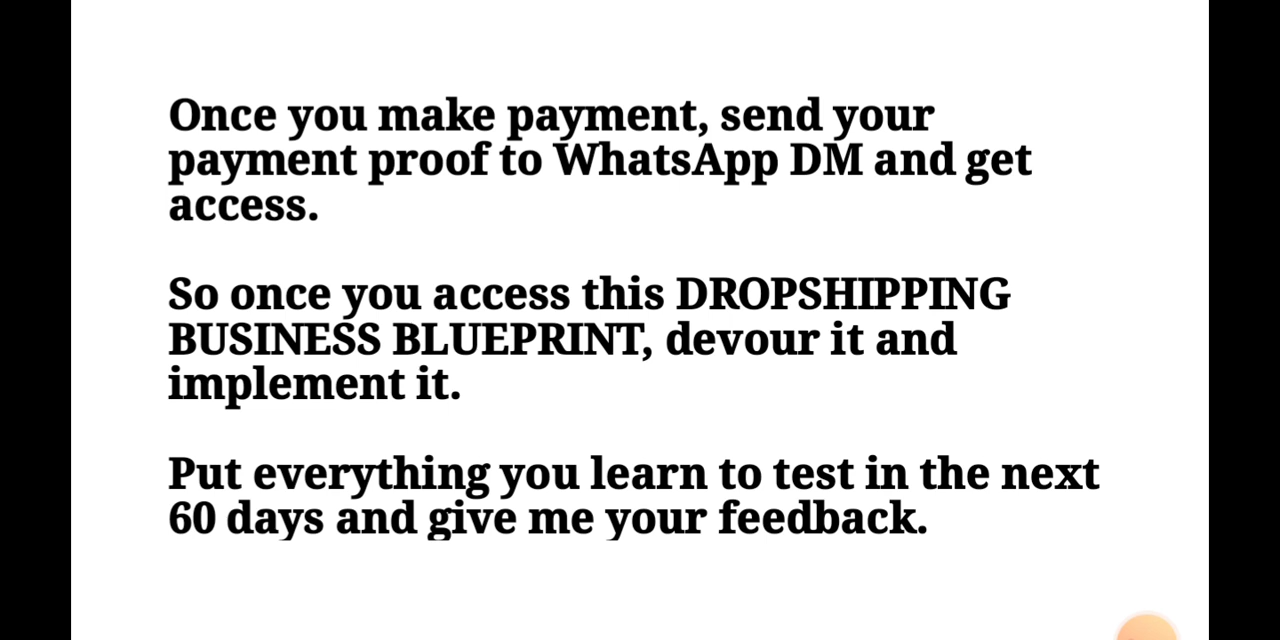 Once you make payment, send your
payment proof to WhatsApp DM and get
access.
So once you access this DROPSHIPPING
BUSINESS BLUEPRINT, devour it and
implement it.
Put everything you learn to test in the next
60 days and give me your feedback.